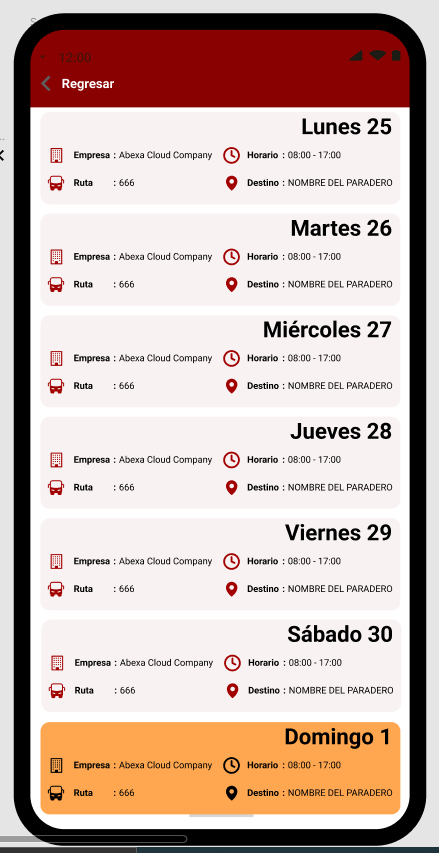 12:00
Regresar
Lunes 25
Empresa : Abexa Cloud Company Horario : 08:00 - 17:00
Ruta : 666 Destino : NOMBRE DEL PARADERO
Martes 26
Empresa : Abexa Cloud Company Horario : 08:00 - 17:00
Ruta : 666 Destino : NOMBRE DEL PARADERO
Miércoles 27
Empresa : Abexa Cloud Company Horario : 08:00 - 17:00
Ruta : 666 Destino : NOMBRE DEL PARADERO
Jueves 28
Empresa : Abexa Cloud Company Horario : 08:00 - 17:00
Ruta : 666 Destino : NOMBRE DEL PARADERO
Viernes 29
Empresa : Abexa Cloud Company Horario : 08:00 - 17:00
Ruta : 666 Destino : NOMBRE DEL PARADERO
Sábado 30
Empresa : Abexa Cloud Company Horario : 08:00 - 17:00
Ruta : 666 Destino : NOMBRE DEL PARADERO
Domingo 1
Empresa : Abexa Cloud Company Horario : 08:00 - 17:00
Ruta : 666 Destino : NOMBRE DEL PARADERO